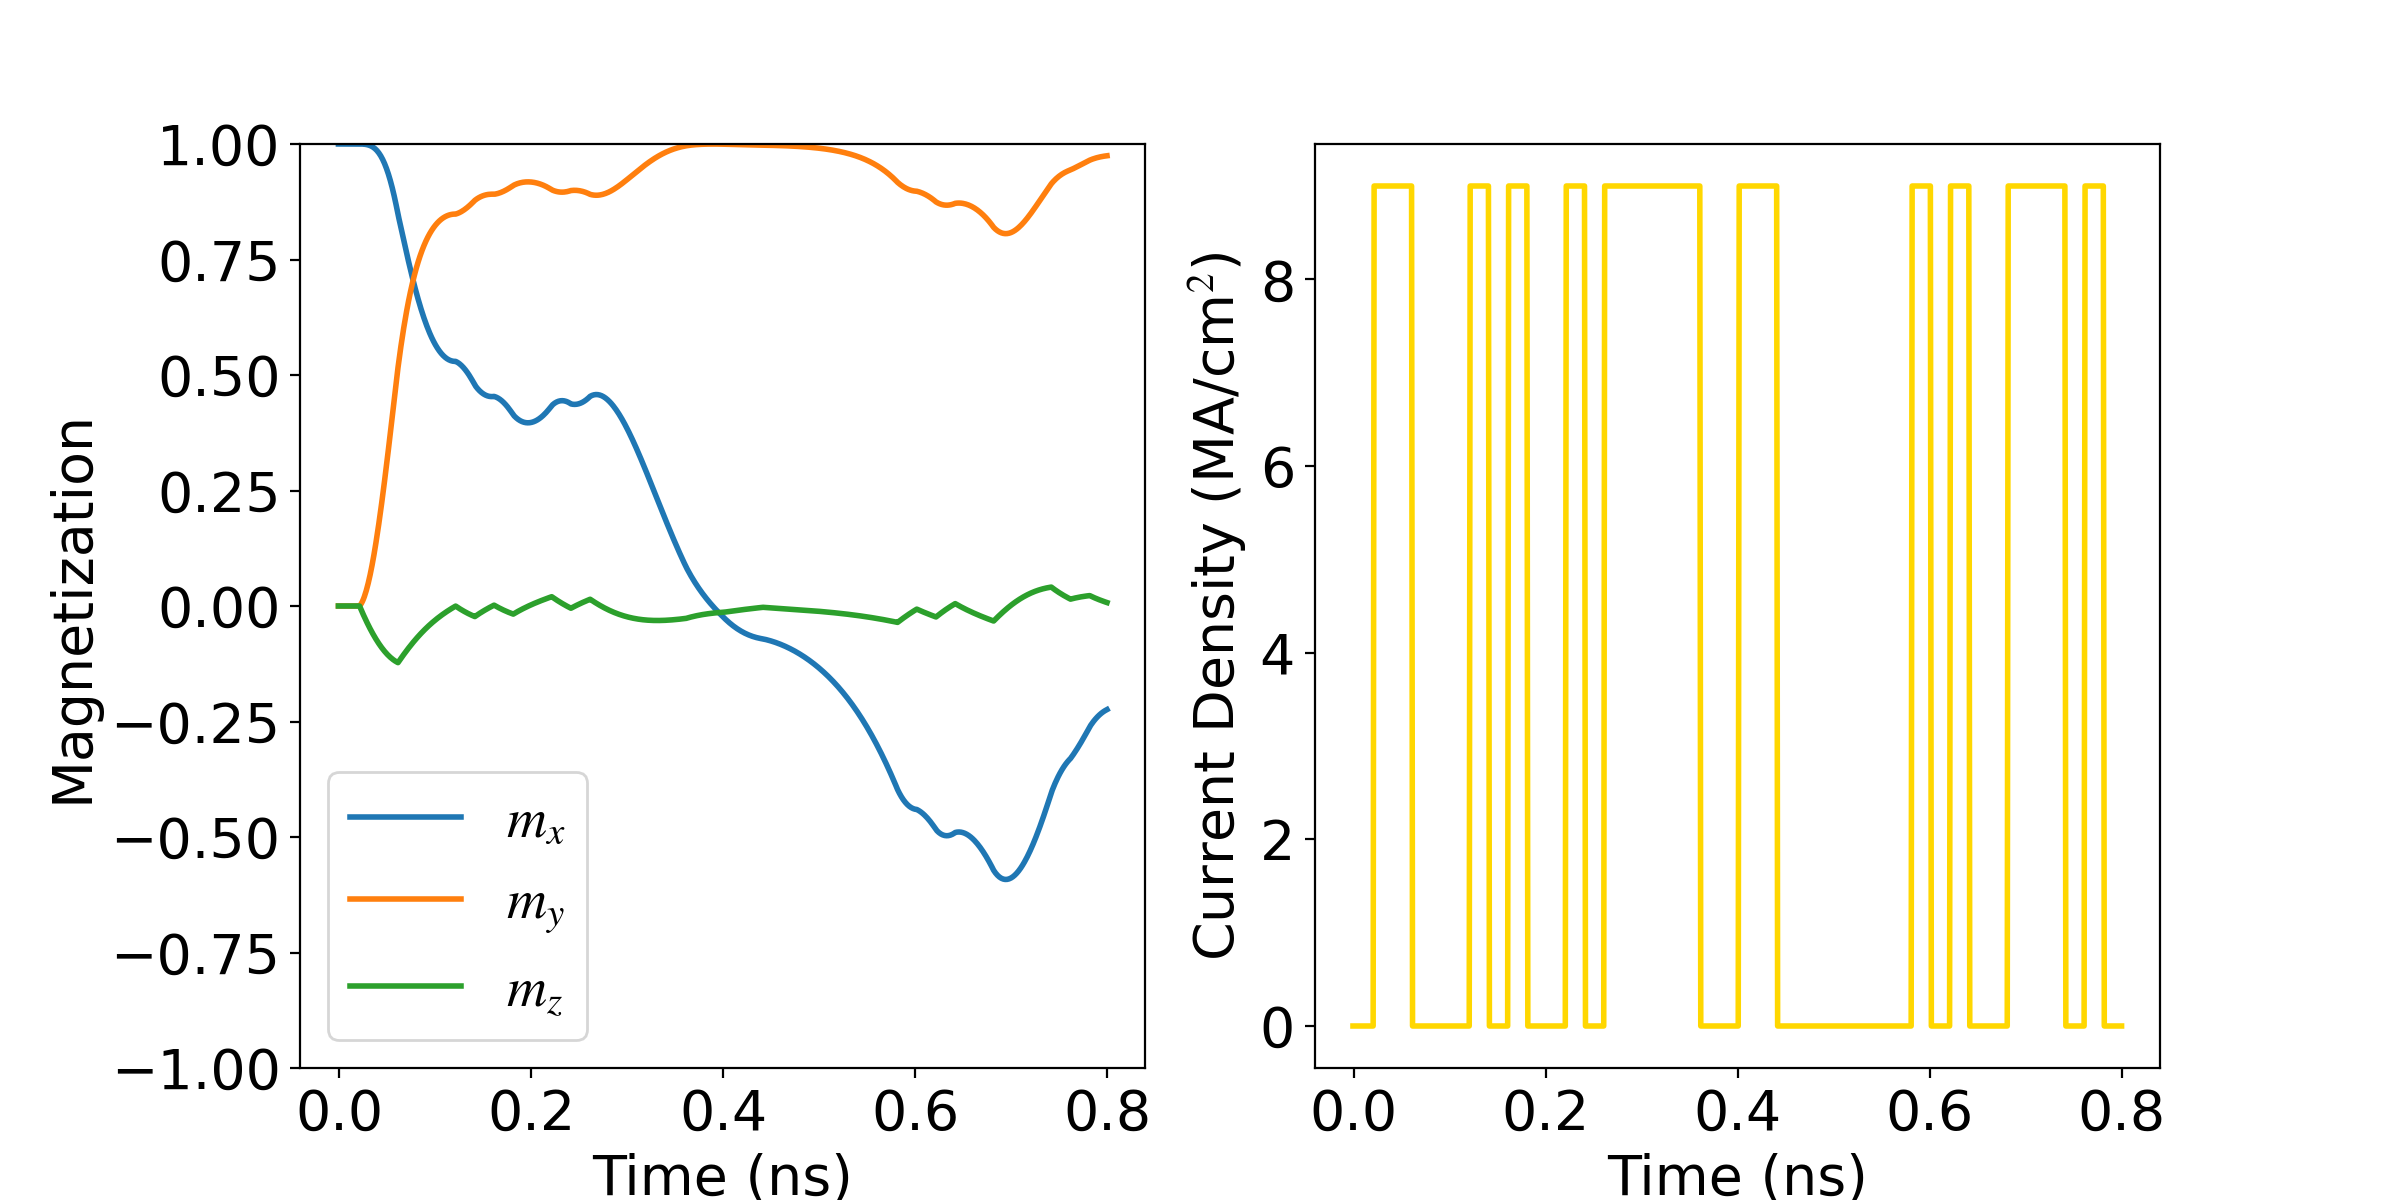 Magnetization
1.00
0.75
0.50
0.25
0.00
−0.25
−0.50
−0.75
−1.00
m_x
m_y
m_z
0.0 0.2 0.4 0.6 0.8
Time (ns)
Current Density (MA/cm²)
8
6
4
2
0
0.0 0.2 0.4 0.6 0.8
Time (ns)